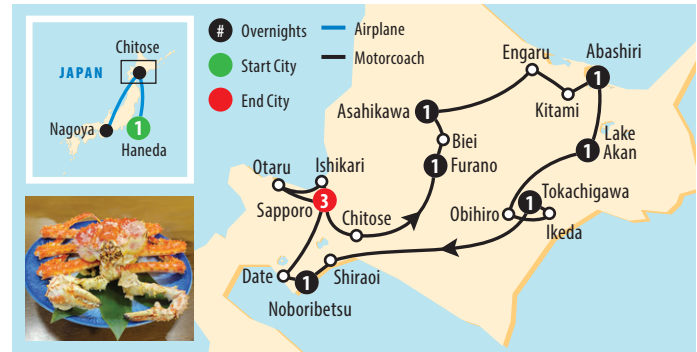 Chitose
JAPAN
1
Nagoya
Haneda
# Overnights
Start City
End City
Airplane
Motorcoach
Engaru
Abashiri
1
Kitami
Asahikawa
1
Biei
1
Furano
Lake
Akan
1
Otaru
Ishikari
Sapporo
3
Chitose
Tokachigawa
1
Obihiro
Ikeda
Date
Shiraoi
1
Noboribetsu